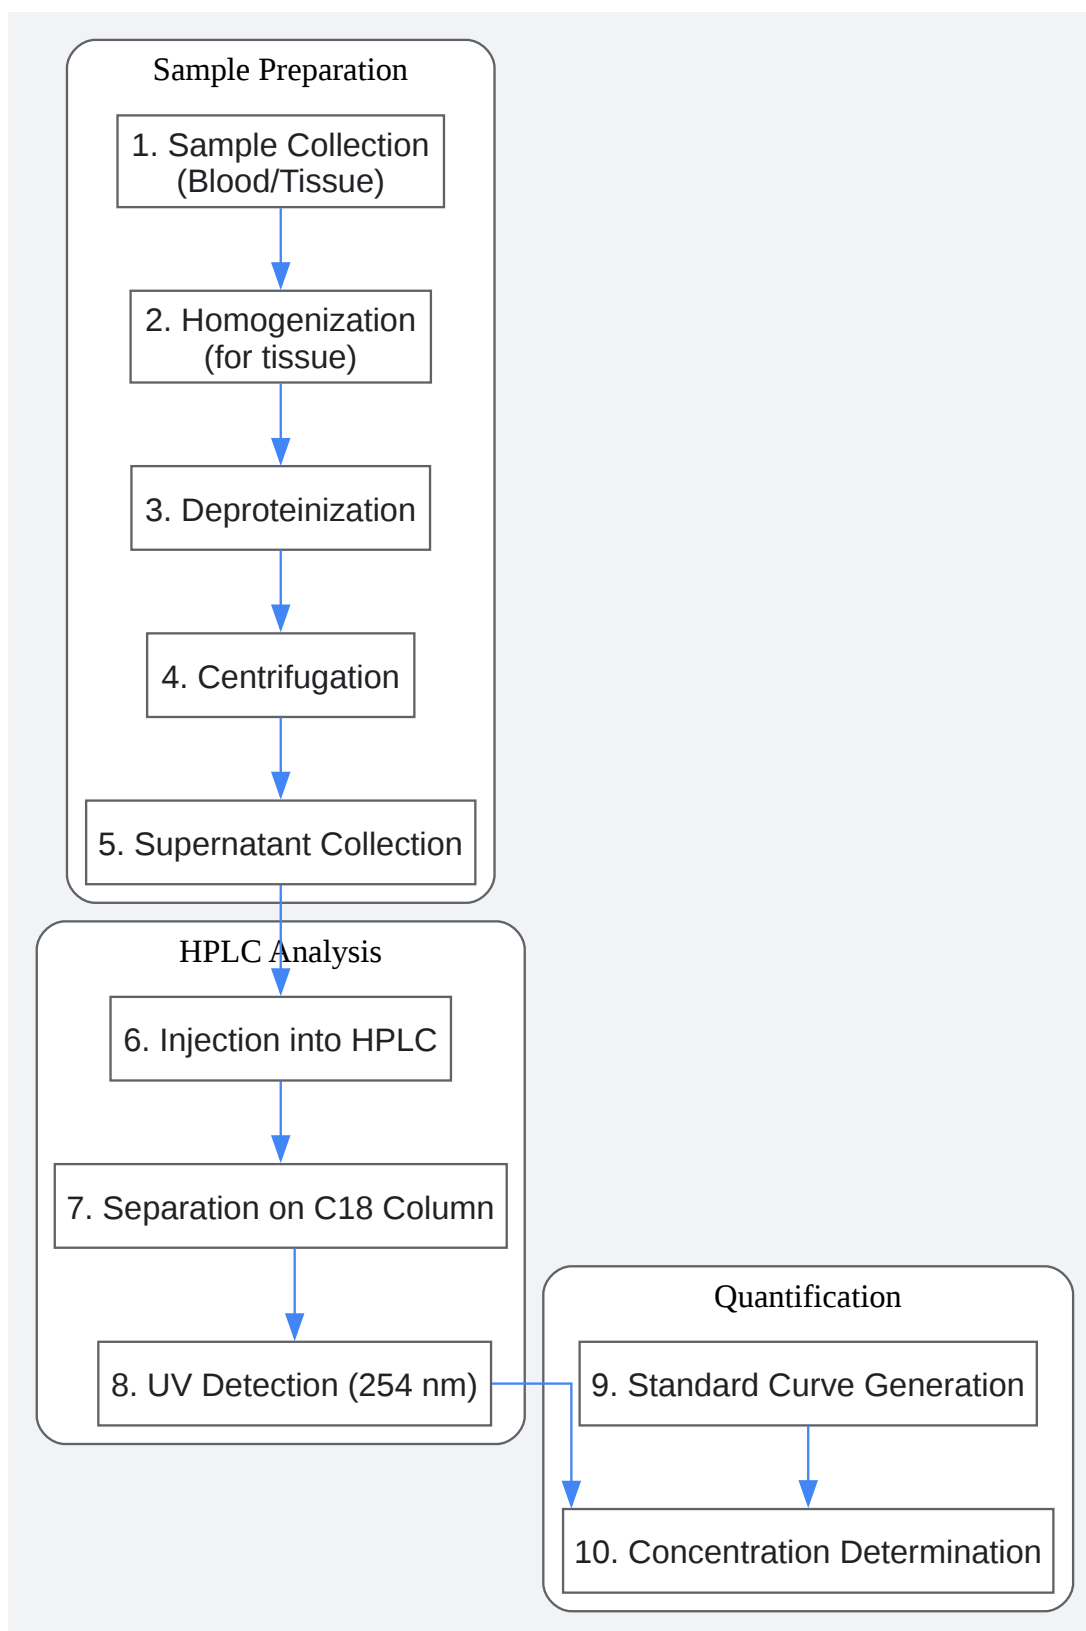 Sample Preparation
1. Sample Collection
(Blood/Tissue)
2. Homogenization
(for tissue)
3. Deproteinization
4. Centrifugation
5. Supernatant Collection
HPLC Analysis
6. Injection into HPLC
7. Separation on C18 Column
8. UV Detection (254 nm)
Quantification
9. Standard Curve Generation
10. Concentration Determination